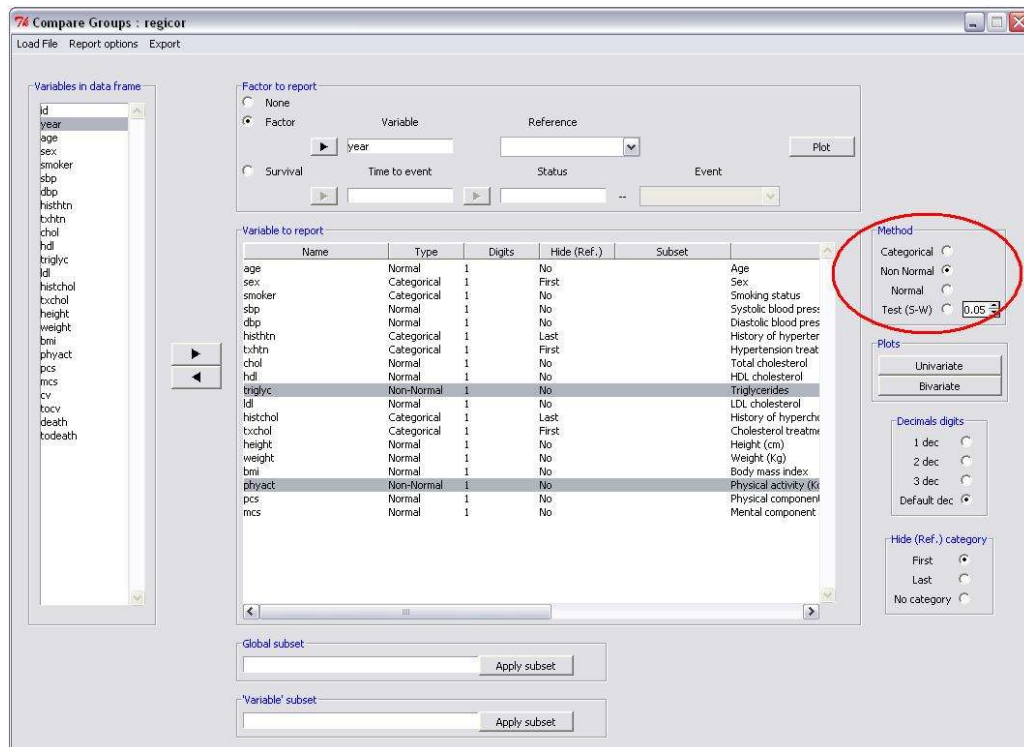 Compare Groups : regicor
Load File Report options Export
Variables in data frame
id
year
age
sex
smoker
sbp
dbp
histhtn
txhtn
chol
hdl
triglyc
ldl
histchol
txchol
height
weight
bmi
phyact
pcs
mcs
cv
tocv
death
todeath
Factor to report
None
Factor Variable Reference
year Plot
Survival Time to event Status Event
--
Variable to report
Name Type Digits Hide (Ref.) Subset
age Normal 1 No Age
sex Categorical 1 First Sex
smoker Categorical 1 No Smoking status
sbp Normal 1 No Systolic blood press
dbp Normal 1 No Diastolic blood pres
histhtn Categorical 1 Last History of hyperter
txhtn Categorical 1 First Hypertension treat
chol Normal 1 No Total cholesterol
hdl Normal 1 No HDL cholesterol
triglyc Non-Normal 1 No Triglycerides
ldl Normal 1 No LDL cholesterol
histchol Categorical 1 Last History of hypercho
txchol Categorical 1 First Cholesterol treatme
height Normal 1 No Height (cm)
weight Normal 1 No Weight (Kg)
bmi Normal 1 No Body mass index
phyact Non-Normal 1 No Physical activity (Kc
pcs Normal 1 No Physical component
mcs Normal 1 No Mental component
Method
Categorical
Non Normal
Normal
Test (S-W) 0.05
Plots
Univariate
Bivariate
Decimals digits
1 dec
2 dec
3 dec
Default dec
Hide (Ref.) category
First
Last
No category
Global subset
Apply subset
'Variable' subset
Apply subset